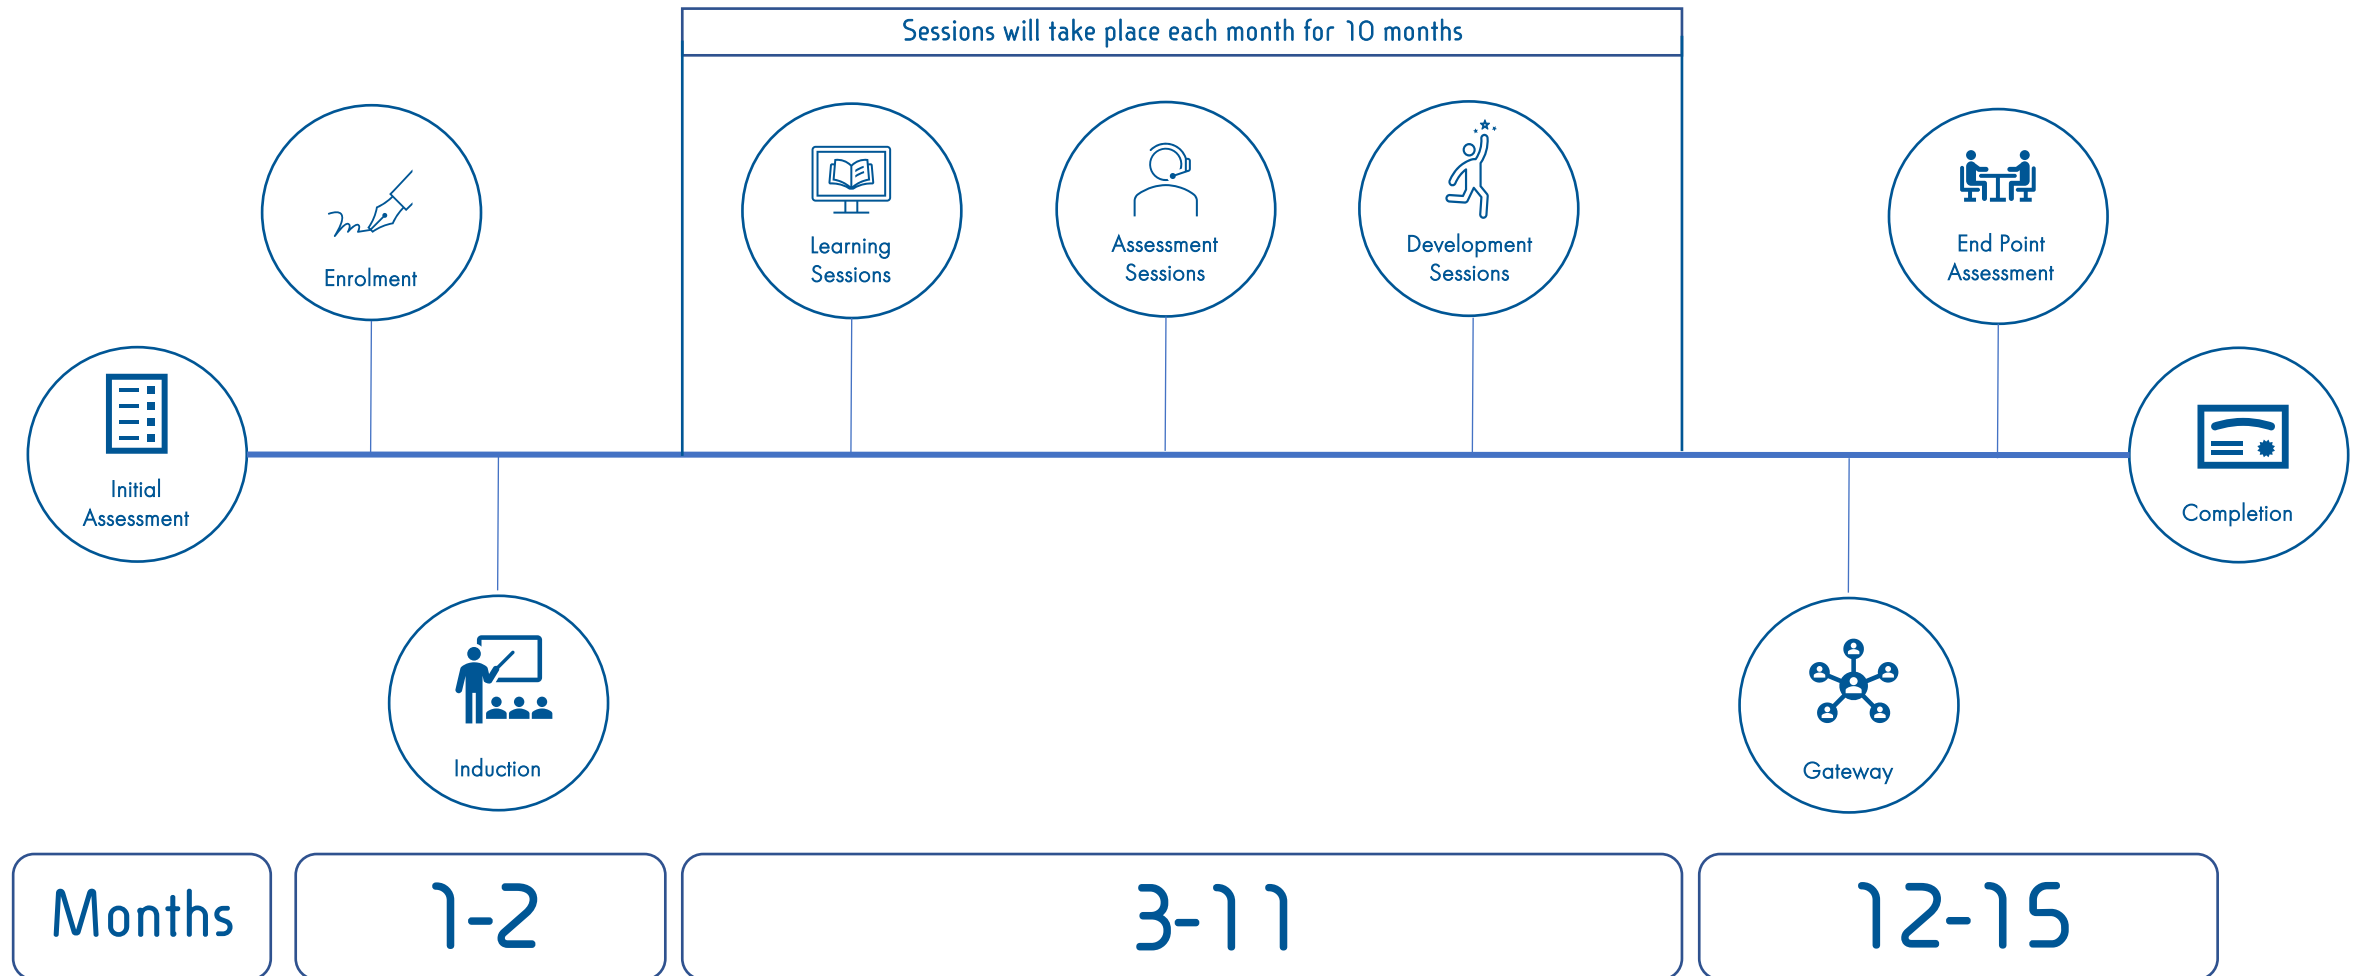 Sessions will take place each month for 10 months
Enrolment
Learning
Sessions
Assessment
Sessions
Development
Sessions
End Point
Assessment
Initial
Assessment
Completion
Induction
Gateway
Months
1-2
3-11
12-15